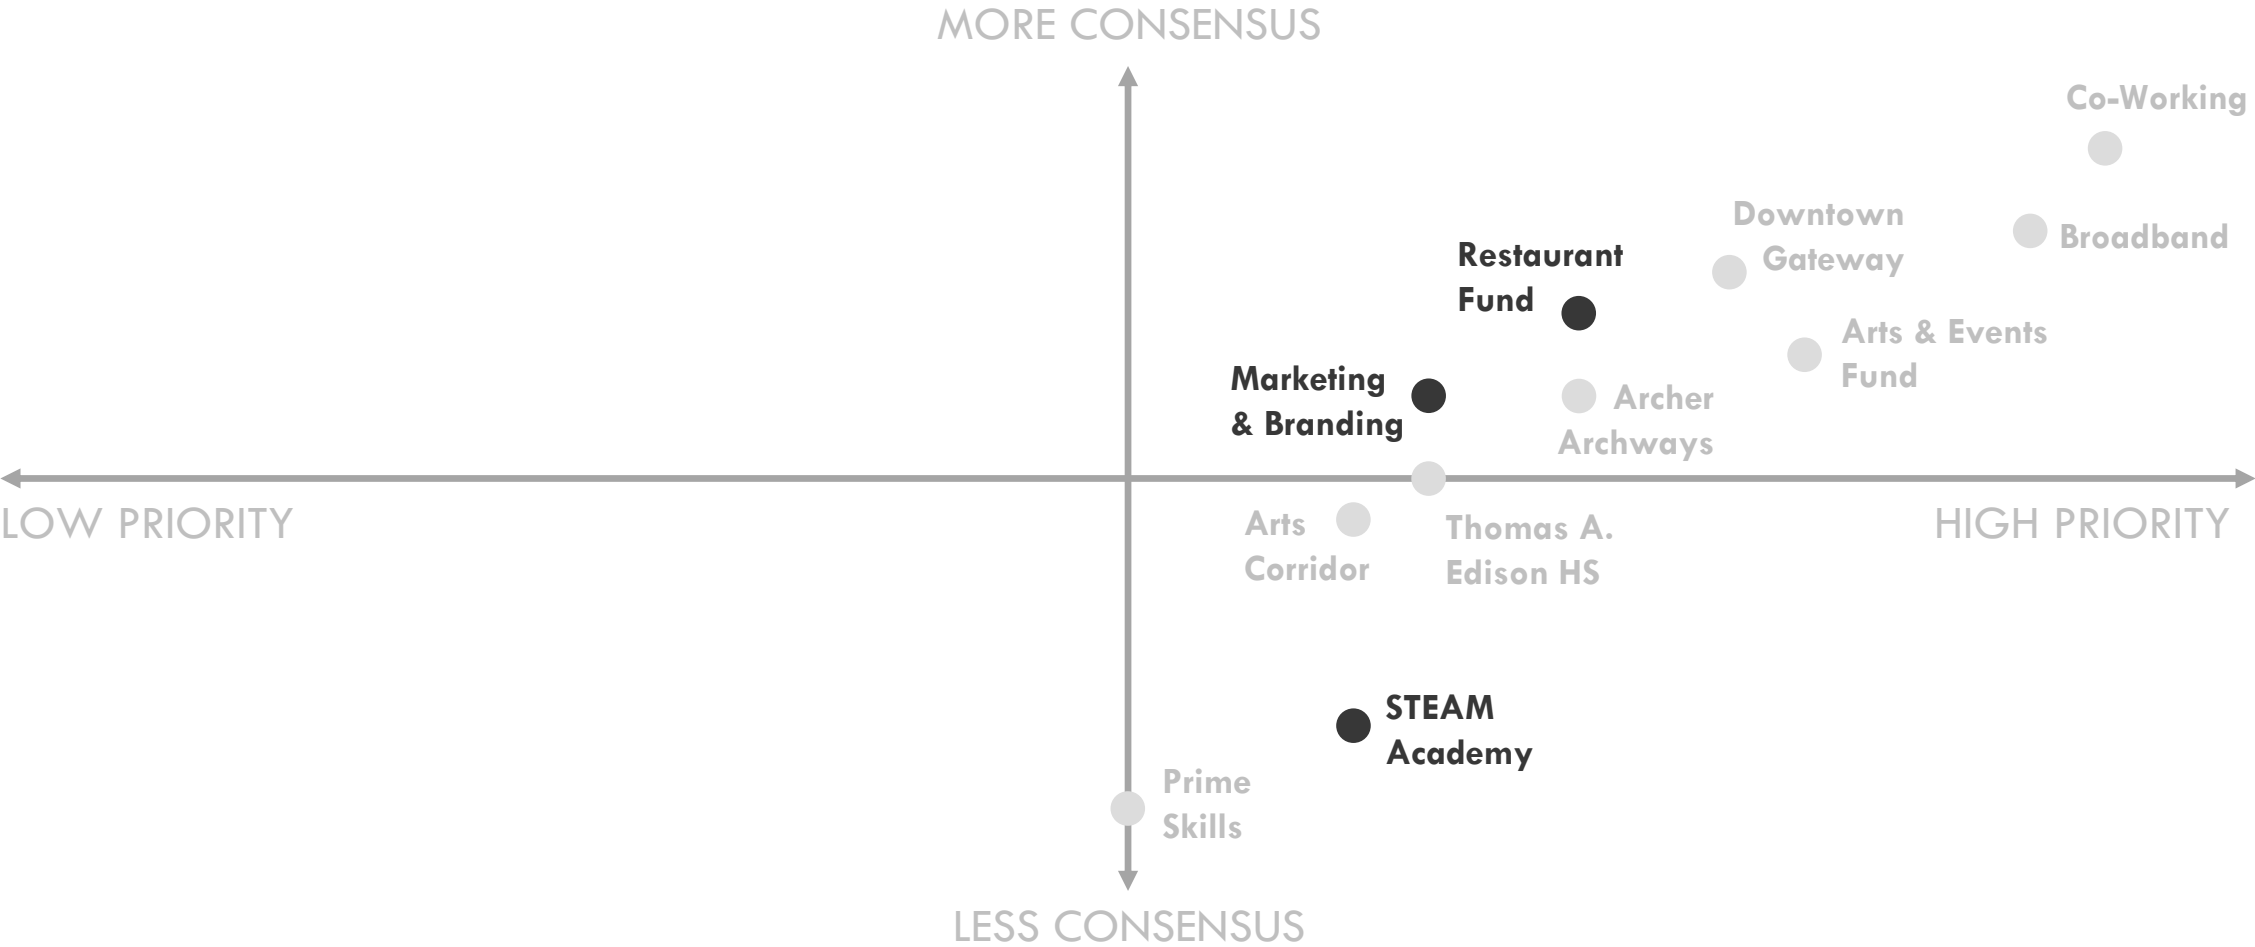 MORE CONSENSUS
Co-Working
Downtown
Gateway
Broadband
Restaurant
Fund
Arts & Events
Fund
Marketing
& Branding
Archer
Archways
LOW PRIORITY
HIGH PRIORITY
Arts
Corridor
Thomas A.
Edison HS
STEAM
Academy
Prime
Skills
LESS CONSENSUS